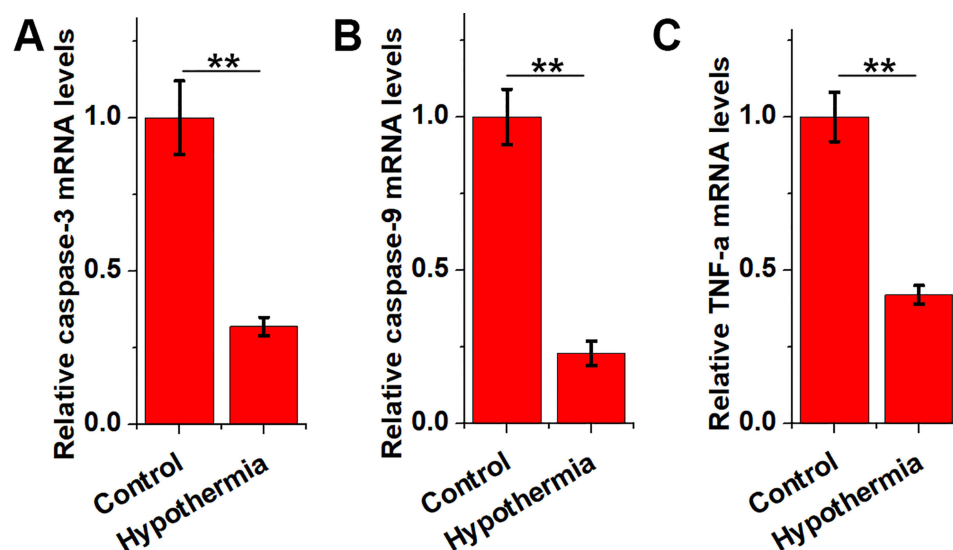 A
Relative caspase-3 mRNA levels
1.0
0.5
0.0
**
Control
Hypothermia
B
Relative caspase-9 mRNA levels
1.0
0.5
0.0
**
Control
Hypothermia
C
Relative TNF-a mRNA levels
1.0
0.5
0.0
**
Control
Hypothermia